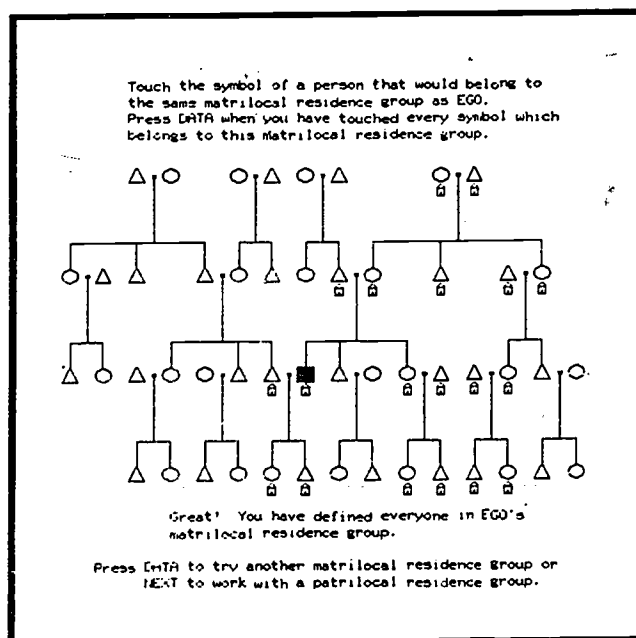 Touch the symbol of a person that would belong to
the same matrilocal residence group as EGO.
Press DATA when you have touched every symbol which
belongs to this matrilocal residence group.
Great! You have defined everyone in EGO's
matrilocal residence group.
Press DATA to try another matrilocal residence group or
NEXT to work with a patrilocal residence group.